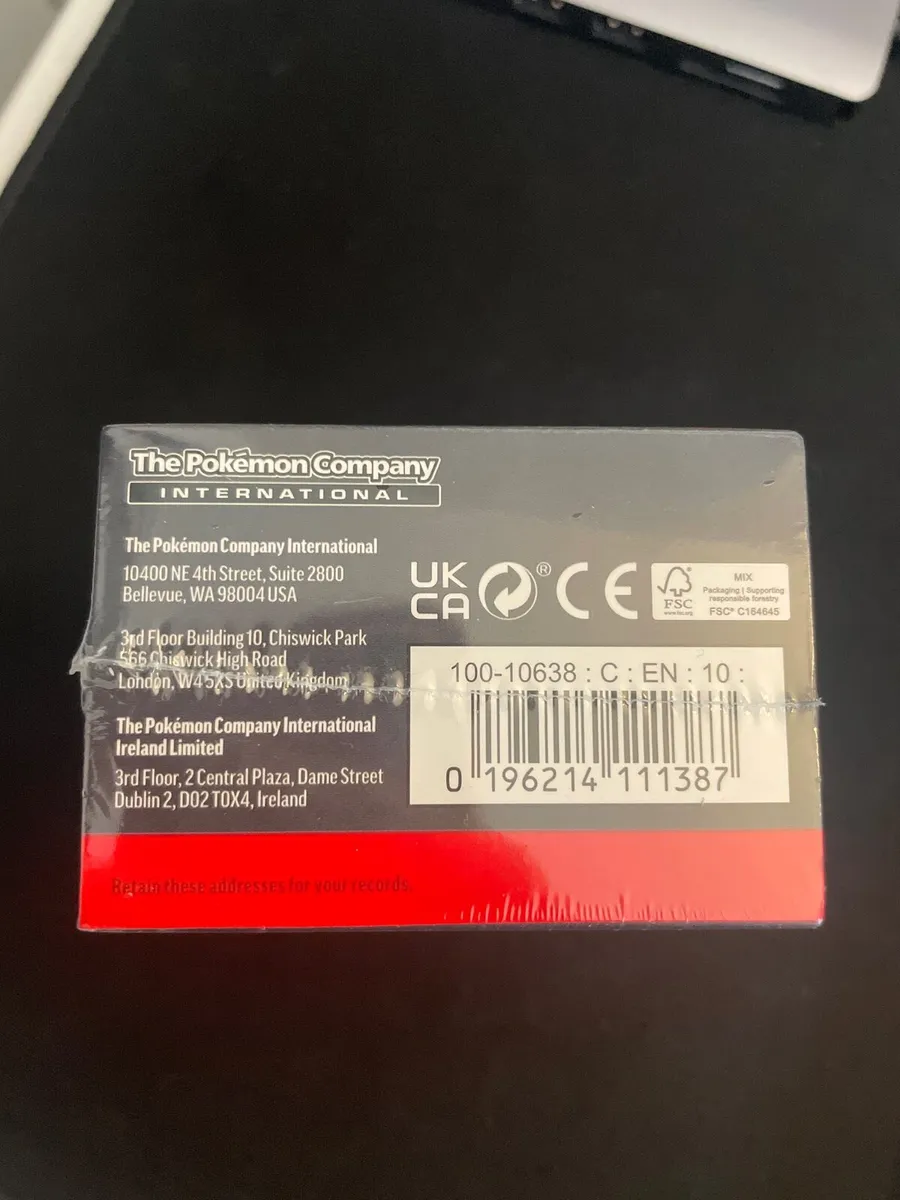 The Pokémon Company
INTERNATIONAL
The Pokémon Company International
10400 NE 4th Street, Suite 2800
Bellevue, WA 98004 USA
3rd Floor Building 10, Chiswick Park
566 Chiswick High Road
London, W4 5XS United Kingdom
The Pokémon Company International
Ireland Limited
3rd Floor, 2 Central Plaza, Dame Street
Dublin 2, D02 T0X4, Ireland
Retain these addresses for your records.
UK
CA
®
CE
FSC
www.fsc.org
MIX
Packaging | Supporting
responsible forestry
FSC® C164645
100-10638 : C : EN : 10 :
0 196214 111387